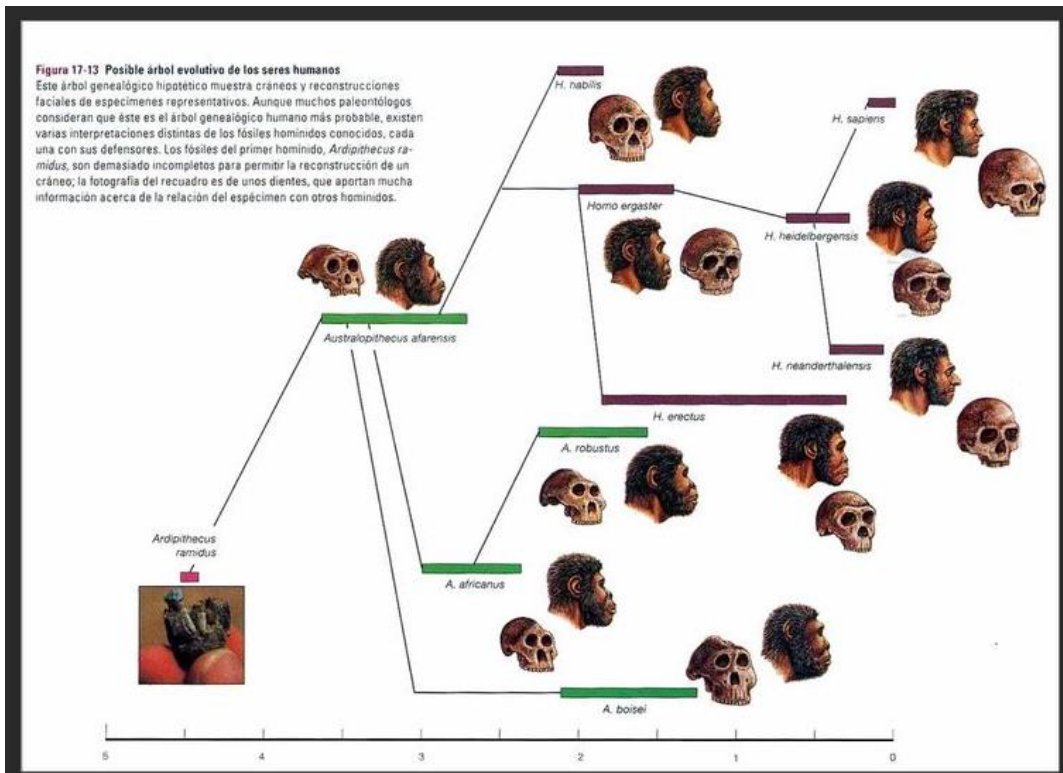 Figura 17-13 Posible árbol evolutivo de los seres humanos
Este árbol genealógico hipotético muestra cráneos y reconstrucciones
faciales de especímenes representativos. Aunque muchos paleontólogos
consideran que éste es el árbol genealógico humano más probable, existen
varias interpretaciones distintas de los fósiles homínidos conocidos, cada
una con sus defensores. Los fósiles del primer homínido, Ardipithecus ra-
midus, son demasiado incompletos para permitir la reconstrucción de un
cráneo; la fotografía del recuadro es de unos dientes, que aportan mucha
información acerca de la relación del espécimen con otros homínidos.
H. habilis
H. sapiens
Homo ergaster
H. heidelbergensis
Australopithecus afarensis
H. neanderthalensis
H. erectus
A. robustus
Ardipithecus
ramidus
A. africanus
A. boisei
5 4 3 2 1 0